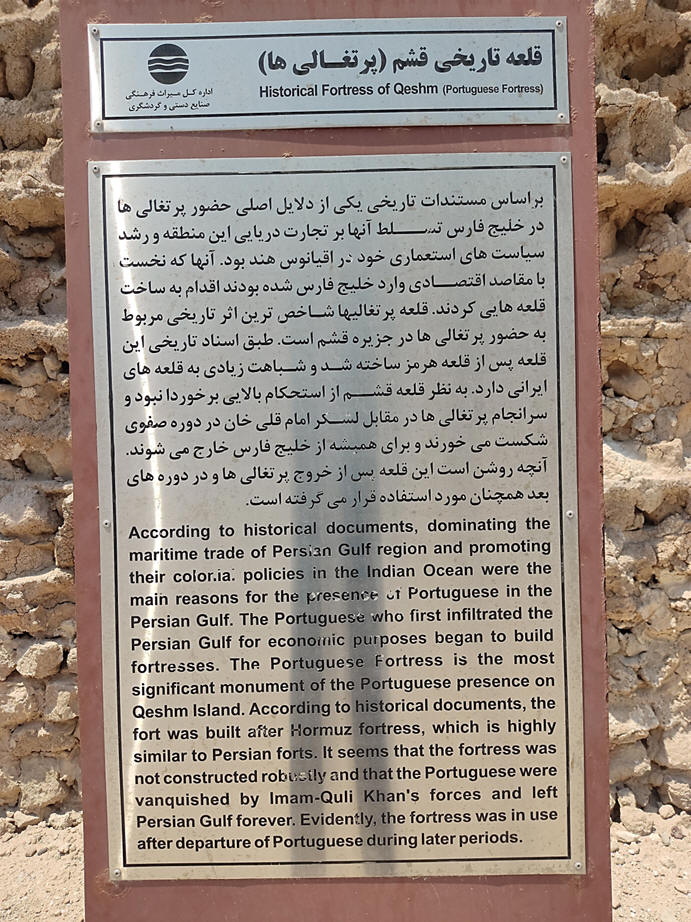 قلعه تاریخی قشم (پرتغالی ها)
Historical Fortress of Qeshm (Portuguese Fortress)
اداره کل میراث فرهنگی
صنایع دستی و گردشگری
براساس مستندات تاریخی یکی از دلایل اصلی حضور پرتغالی ها
در خلیج فارس تسلط آنها بر تجارت دریایی این منطقه و رشد
سیاست های استعماری خود در اقیانوس هند بود. آنها که نخست
با مقاصد اقتصادی وارد خلیج فارس شده بودند اقدام به ساخت
قلعه هایی کردند. قلعه پرتغالیها شاخص ترین اثر تاریخی مربوط
به حضور پرتغالی ها در جزیره قشم است. طبق اسناد تاریخی این
قلعه پس از قلعه هرمز ساخته شد و شباهت زیادی به قلعه های
ایرانی دارد. به نظر قلعه قشم از استحکام بالایی برخوردا نبود و
سرانجام پرتغالی ها در مقابل لشکر امام قلی خان در دوره صفوی
شکست می خورند و برای همیشه از خلیج فارس خارج می شوند.
آنچه روشن است این قلعه پس از خروج پرتغالی ها و در دوره های
بعد همچنان مورد استفاده قرار می گرفته است.
According to historical documents, dominating the
maritime trade of Persian Gulf region and promoting
their colonial policies in the Indian Ocean were the
main reasons for the presence of Portuguese in the
Persian Gulf. The Portuguese who first infiltrated the
Persian Gulf for economic purposes began to build
fortresses. The Portuguese Fortress is the most
significant monument of the Portuguese presence on
Qeshm Island. According to historical documents, the
fort was built after Hormuz fortress, which is highly
similar to Persian forts. It seems that the fortress was
not constructed robustly and that the Portuguese were
vanquished by Imam-Quli Khan's forces and left
Persian Gulf forever. Evidently, the fortress was in use
after departure of Portuguese during later periods.